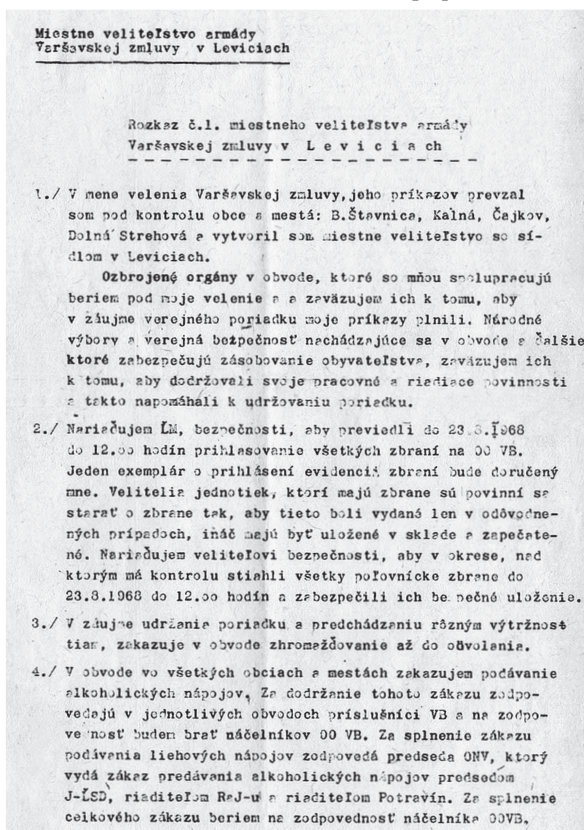 Miestne veliteľstvo armády
Varšavskej zmluvy v Leviciach
Rozkaz č.1. miestneho veliteľstva armády
Varšavskej zmluvy v L e v i c i a c h
1./ V mene velenia Varšavskej zmluvy, jeho príkazov prevzal
som pod kontrolu obce a mestá: B.Štavnica, Kalná, Čajkov,
Dolná Strehová a vytvoril som miestne veliteľstvo so sí-
dlom v Leviciach.
Ozbrojené orgány v obvode, ktoré so mňou spolupracujú
beriem pod moje velenie a a zaväzujem ich k tomu, aby
v záujme verejného poriadku moje príkazy plnili. Národné
výbory a verejná bezpečnosť nachádzajúce sa v obvode a ďalšie
ktoré zabezpečujú zásobovanie obyvateľstva, zaväzujem ich
k tomu, aby dodržovali svoje pracovné a riadiace povinnosti
a takto napomáhali k udržovaniu poriadku.
2./ Nariaďujem ĽM, bezpečnosti, aby previedli do 23.8.1968
do 12.oo hodín prihlasovanie všetkých zbraní na OO VB.
Jeden exemplár o prihlásení evidencií zbraní bude doručený
mne. Velitelia jednotiek, ktorí majú zbrane sú povinní sa
starať o zbrane tak, aby tieto boli vydané len v odôvodne-
ných prípadoch, ináč majú byť uložené v sklade a zapečate-
né. Nariaďujem veliteľovi bezpečnosti, aby v okrese, nad
ktorým má kontrolu stiahli všetky poľovnícke zbrane do
23.8.1968 do 12.oo hodín a zabezpečili ich be nečné uloženie.
3./ V záujme udržania poriadku a predchádzaniu rôznym výtržnost
tiam, zakazuje v obvode zhromažďovanie až do odvolania.
4./ V obvode vo všetkých obciach a mestách zakazujem podávanie
alkoholických nápojov. Za dodržanie tohoto zákazu zodpo-
vedajú v jednotlivých obvodoch príslušníci VB a na zodpo-
ve nosť budem brať náčelníkov OO VB. Za splnenie zákazu
podávania liehových nápojov zodpovedá predseda ONV, ktorý
vydá zákaz predávania alkoholických nápojov predsedom
J-ĽSD, riaditeľom RaJ-u a riaditeľom Potravín. Za splnenie
celkového zákazu beriem na zodpovednosť náčelníka OOVB.